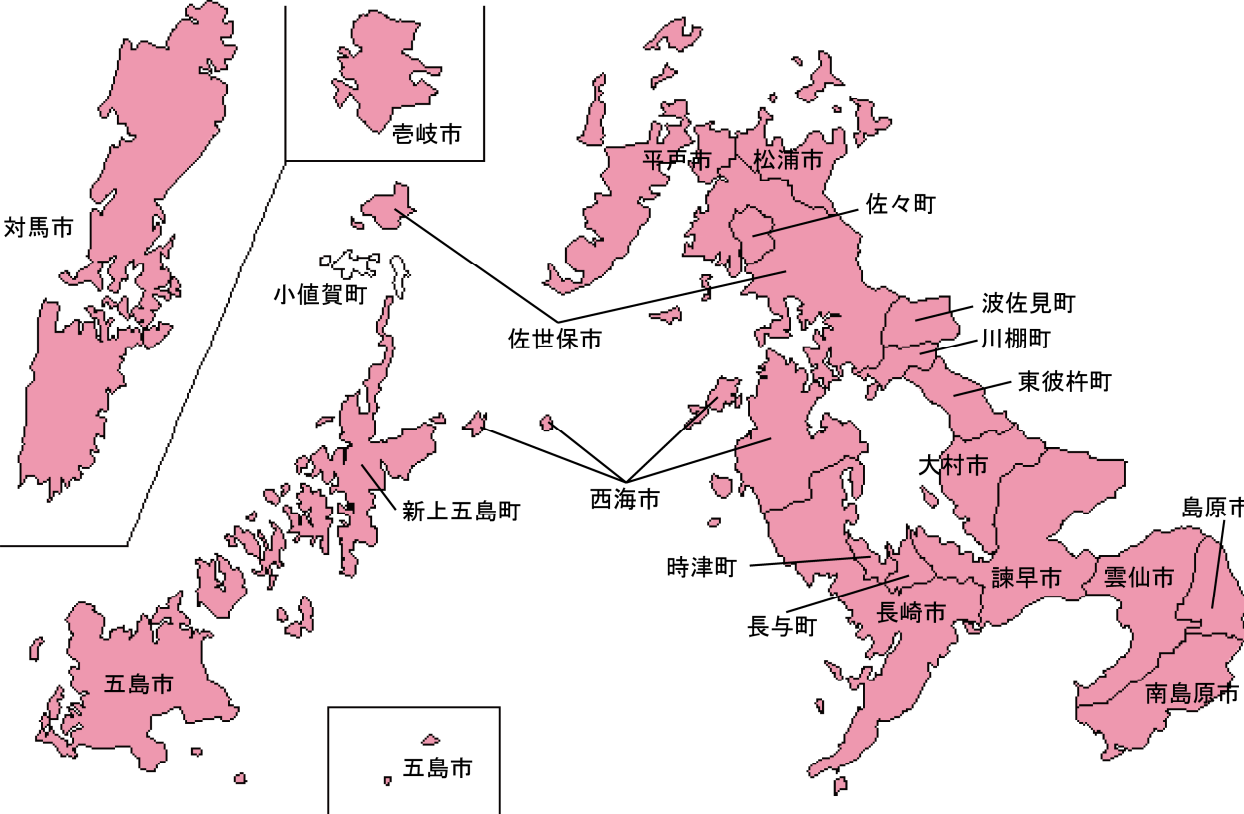 壱岐市
平戸市
松浦市
佐々町
対馬市
小値賀町
波佐見町
佐世保市
川棚町
東彼杵町
大村市
西海市
新上五島町
島原市
時津町
諫早市
雲仙市
長崎市
長与町
五島市
南島原市
五島市